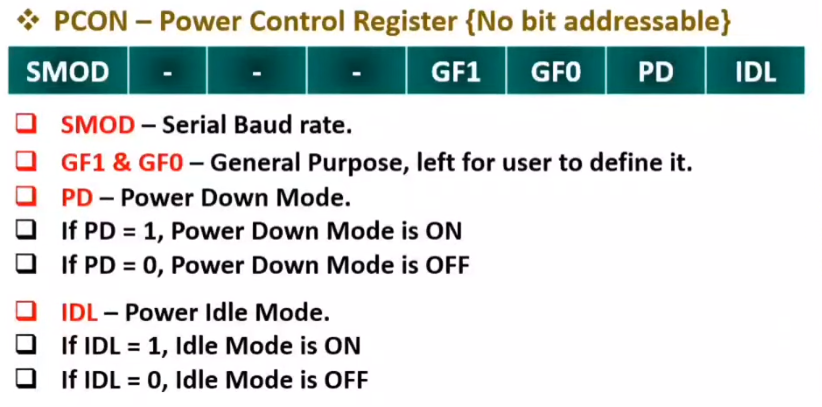 ❖ PCON – Power Control Register {No bit addressable}
SMOD - - - GF1 GF0 PD IDL
❑ SMOD – Serial Baud rate.
❑ GF1 & GF0 – General Purpose, left for user to define it.
❑ PD – Power Down Mode.
❑ If PD = 1, Power Down Mode is ON
❑ If PD = 0, Power Down Mode is OFF
❑ IDL – Power Idle Mode.
❑ If IDL = 1, Idle Mode is ON
❑ If IDL = 0, Idle Mode is OFF